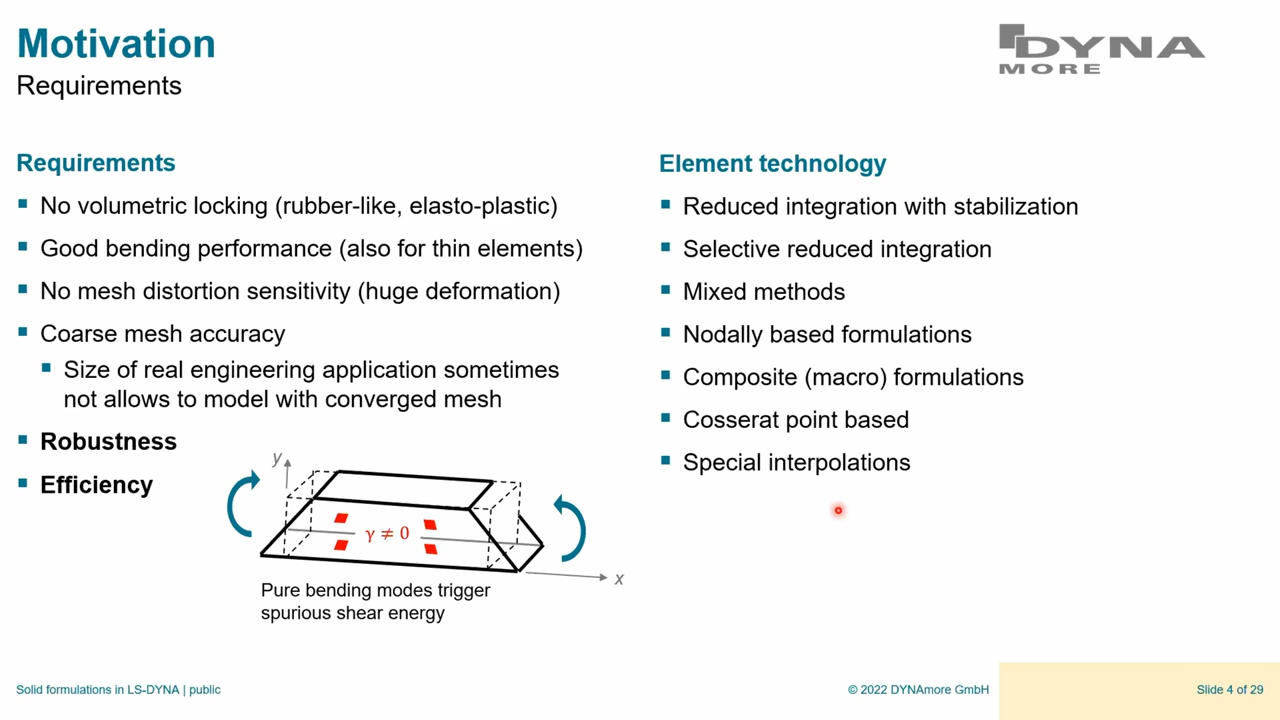 Motivation
Requirements
DYNA
MORE
Requirements
No volumetric locking (rubber-like, elasto-plastic)
Good bending performance (also for thin elements)
No mesh distortion sensitivity (huge deformation)
Coarse mesh accuracy
Size of real engineering application sometimes
not allows to model with converged mesh
Robustness
Efficiency
y
γ ≠ 0
x
Pure bending modes trigger
spurious shear energy
Element technology
Reduced integration with stabilization
Selective reduced integration
Mixed methods
Nodally based formulations
Composite (macro) formulations
Cosserat point based
Special interpolations
Solid formulations in LS-DYNA | public
© 2022 DYNAmore GmbH
Slide 4 of 29